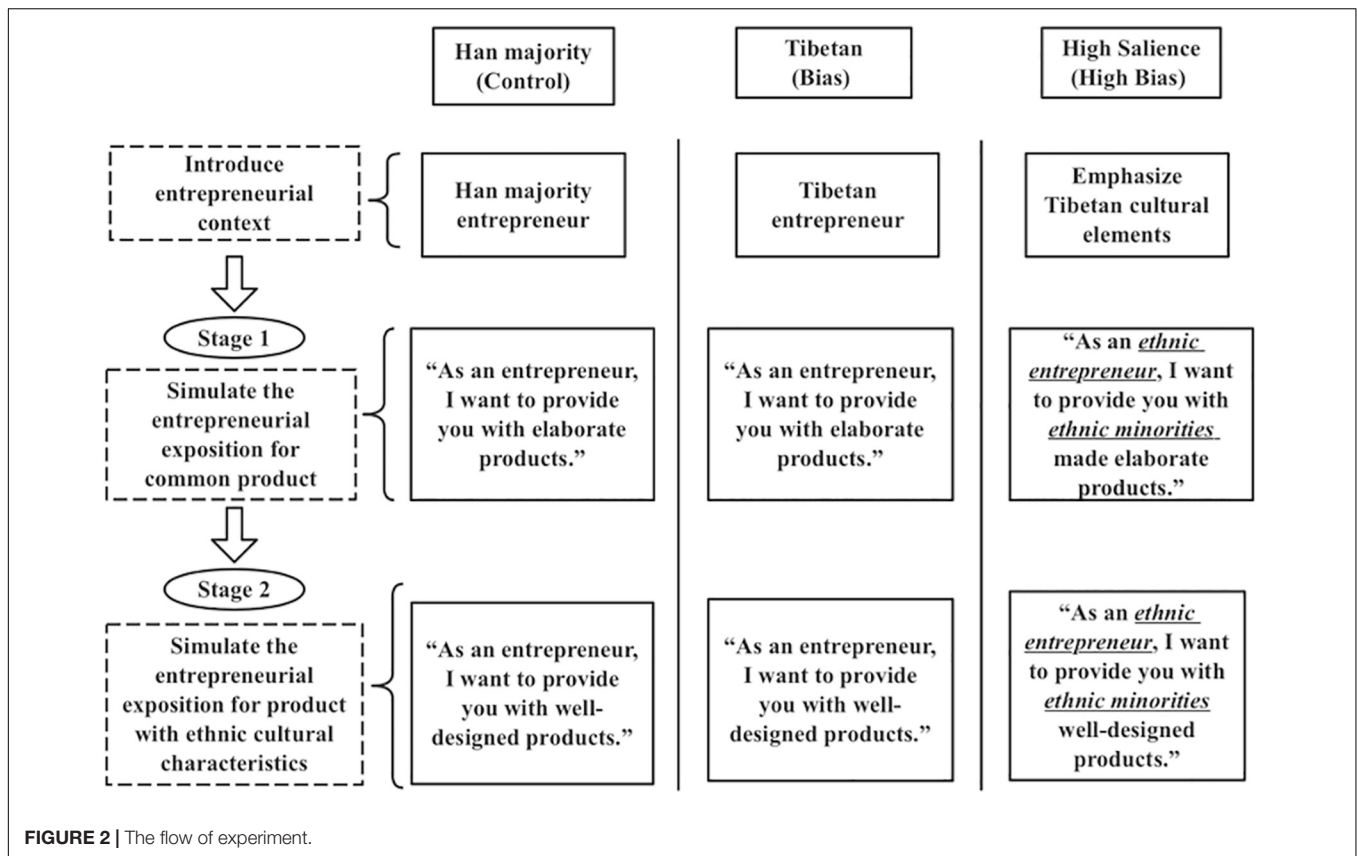 Han majority
(Control)
Tibetan
(Bias)
High Salience
(High Bias)
Introduce
entrepreneurial
context
Han majority
entrepreneur
Tibetan
entrepreneur
Emphasize
Tibetan cultural
elements
Stage 1
Simulate the
entrepreneurial
exposition for
common product
“As an entrepreneur,
I want to provide
you with elaborate
products.”
“As an entrepreneur,
I want to provide
you with elaborate
products.”
“As an ethnic
entrepreneur, I want
to provide you with
ethnic minorities
made elaborate
products.”
Stage 2
Simulate the
entrepreneurial
exposition for product
with ethnic cultural
characteristics
“As an entrepreneur,
I want to provide
you with well-
designed products.”
“As an entrepreneur,
I want to provide
you with well-
designed products.”
“As an ethnic
entrepreneur, I want
to provide you with
ethnic minorities
well-designed
products.”
FIGURE 2 | The flow of experiment.